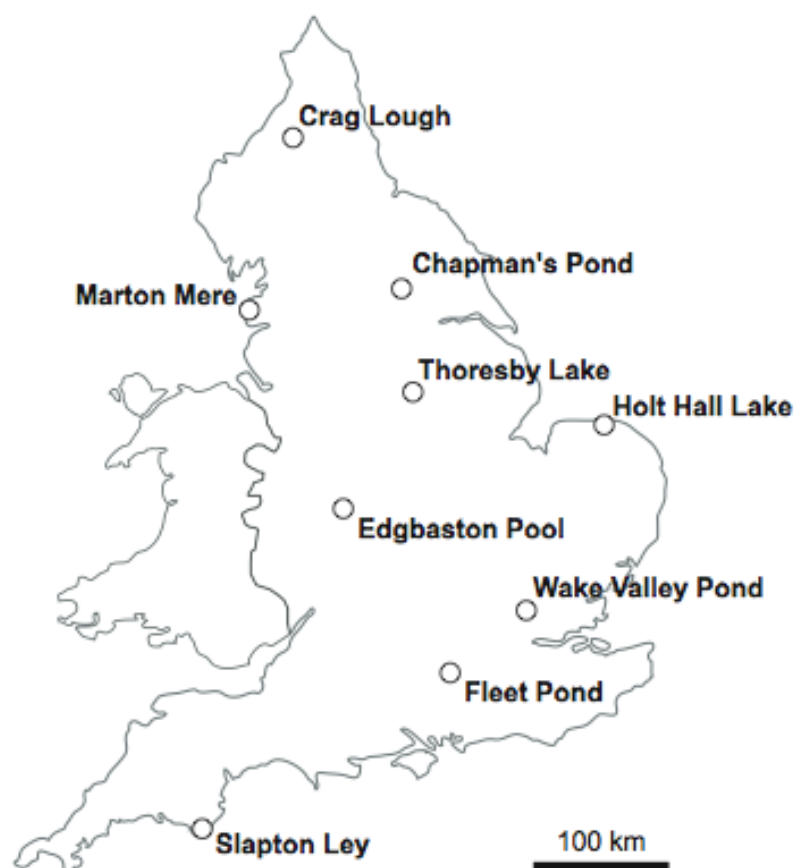 Crag Lough
Chapman's Pond
Marton Mere
Thoresby Lake
Holt Hall Lake
Edgbaston Pool
Wake Valley Pond
Fleet Pond
Slapton Ley
100 km